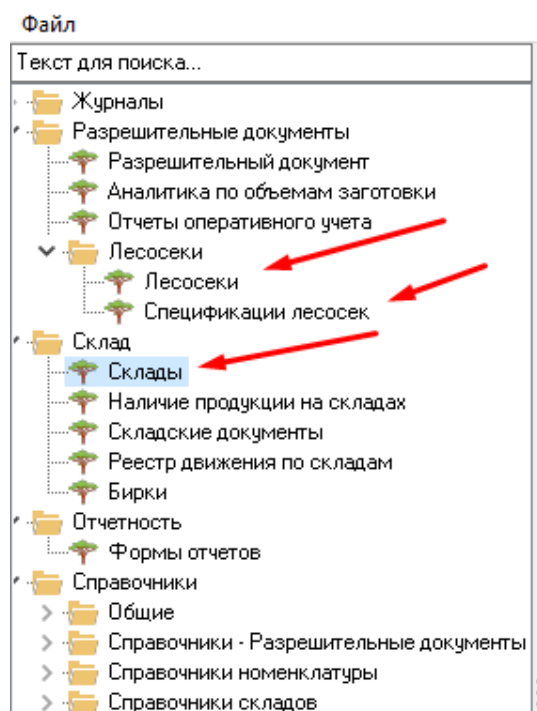 Файл
Текст для поиска...
Журналы
Разрешительные документы
Разрешительный документ
Аналитика по объемам заготовки
Отчеты оперативного учета
Лесосеки
Лесосеки
Спецификации лесосек
Склад
Склады
Наличие продукции на складах
Складские документы
Реестр движения по складам
Бирки
Отчетность
Формы отчетов
Справочники
Общие
Справочники - Разрешительные документы
Справочники номенклатуры
Справочники складов